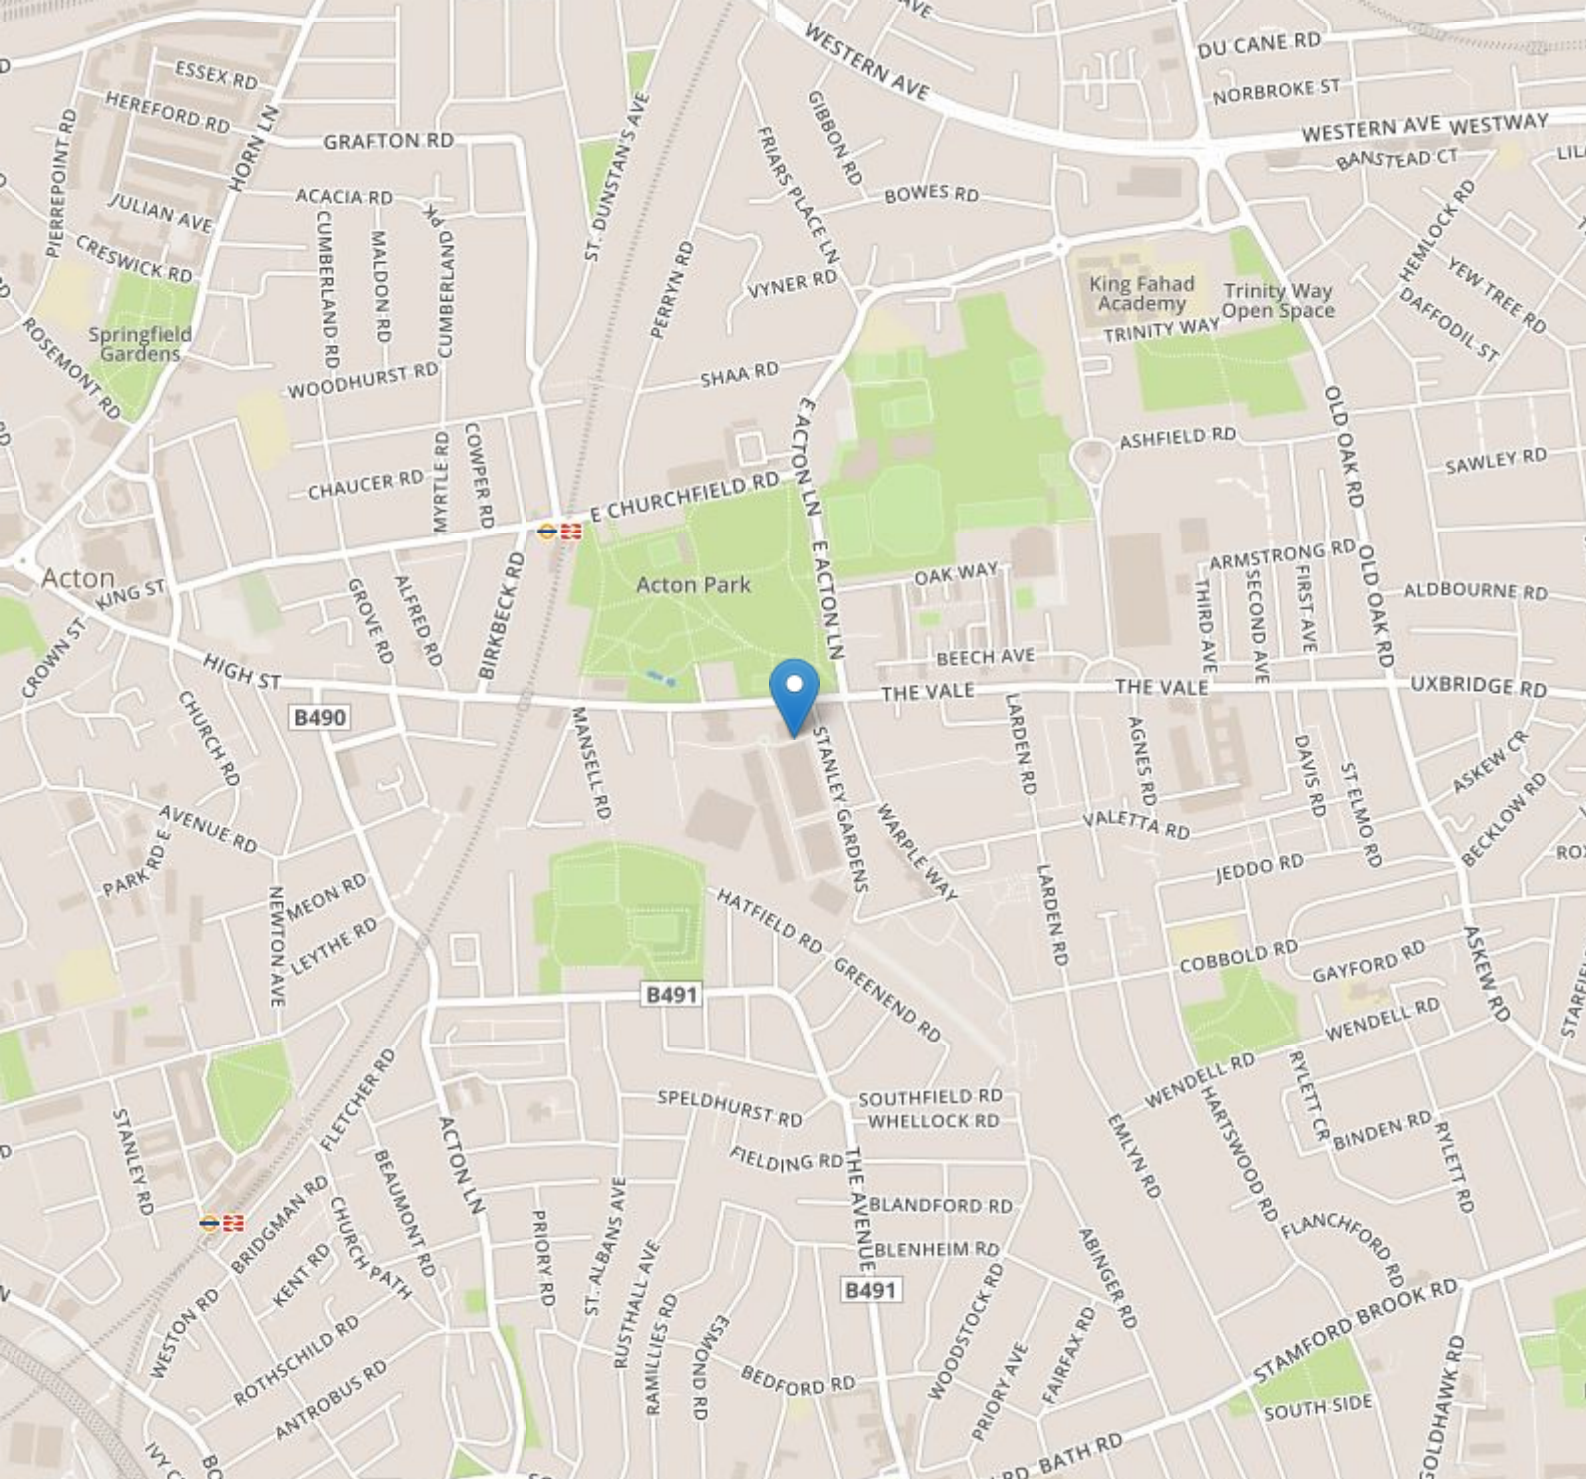 WESTERN AVE
AVE
DU CANE RD
NORBROKE ST
WESTERN AVE
WESTWAY
BANSTEAD CT
ESSEX RD
HEREFORD RD
GRAFTON RD
HORN LN
PIERREPOINT RD
JULIAN AVE
ACACIA RD
CRESWICK RD
CUMBERLAND RD
MALDON RD
CUMBERLAND PK
ST. DUNSTAN'S AVE
PERRYN RD
FRIARS PLACE LN
GIBBON RD
BOWES RD
VYNER RD
King Fahad
Academy
Trinity Way
Open Space
TRINITY WAY
HEMLOCK RD
YEW TREE RD
DAFFODIL ST
Springfield
Gardens
ROSEMONT RD
WOODHURST RD
SHAA RD
E ACTON LN
OLD OAK RD
ASHFIELD RD
SAWLEY RD
MYRTLE RD
COWPER RD
CHAUCER RD
E CHURCHFIELD RD
Acton
KING ST
CROWN ST
GROVE RD
ALFRED RD
BIRKBECK RD
Acton Park
E ACTON LN
OAK WAY
BEECH AVE
ARMSTRONG RD
THIRD AVE
SECOND AVE
FIRST AVE
OLD OAK RD
ALDBOURNE RD
HIGH ST
THE VALE
THE VALE
UXBRIDGE RD
B490
CHURCH RD
MANSELL RD
STANLEY GARDENS
WARPLE WAY
LARDEN RD
AGNES RD
VALETTA RD
DAVIS RD
ST ELMO RD
ASKEW CR
BECKLOW RD
JEDDO RD
AVENUE RD
PARK RD E
NEWTON AVE
MEON RD
LEYTHE RD
HATFIELD RD
GREENEND RD
LARDEN RD
COBBOLD RD
GAYFORD RD
WENDELL RD
ASKEW RD
B491
WENDELL RD
RYLETT CR
HARTSWOOD RD
BINDEN RD
RYLETT RD
STANLEY RD
FLETCHER RD
ACTON LN
SPELDHURST RD
SOUTHFIELD RD
WHELLOCK RD
FIELDING RD
THE AVENUE
BLANDFORD RD
BLENHEIM RD
B491
EMLYN RD
ABINGER RD
FLANCHFORD RD
STAMFORD BROOK RD
BRIDGMAN RD
CHURCH PATH
BEAUMONT RD
KENT RD
WESTON RD
ROTHSCHILD RD
ANTROBUS RD
PRIORY RD
ST. ALBANS AVE
RUSTHALL AVE
RAMILLIES RD
ESMOND RD
BEDFORD RD
WOODSTOCK RD
PRIORY AVE
FAIRFAX RD
SOUTH SIDE
GOLDHAWK RD
BATH RD